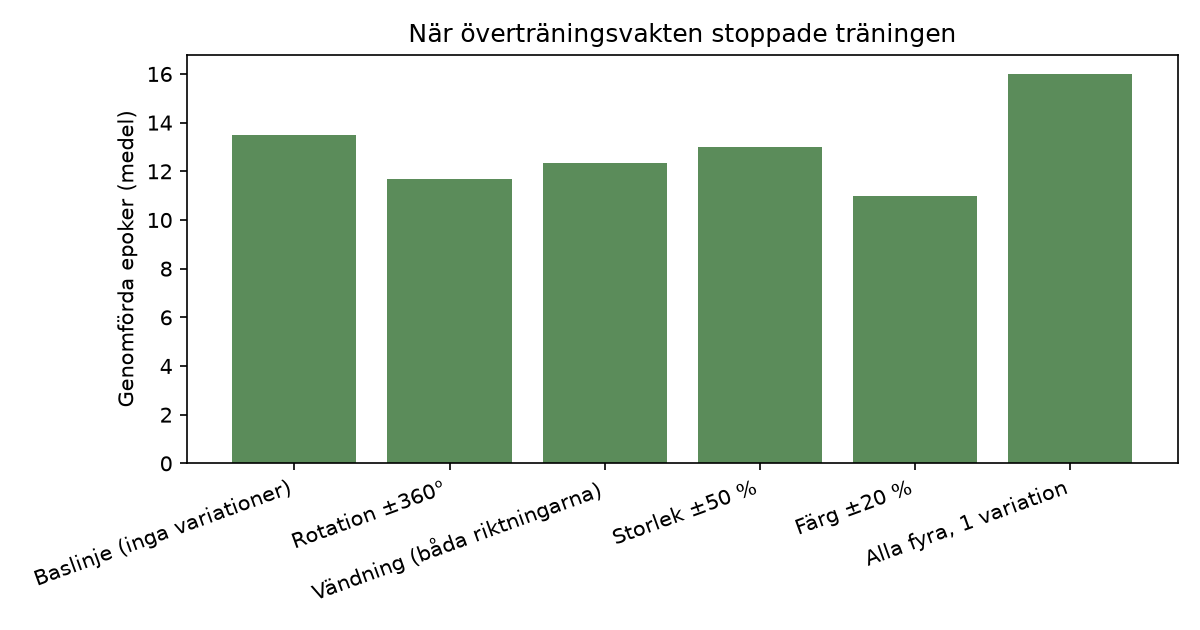 När överträningsvakten stoppade träningen
Genomförda epoker (medel)
16
14
12
10
8
6
4
2
0
Baslinje (inga variationer)
Rotation ±360°
Vändning (båda riktningarna)
Storlek ±50 %
Färg ±20 %
Alla fyra, 1 variation